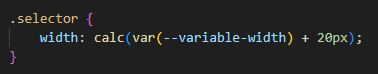 .selector {
    width: calc(var(--variable-width) + 20px);
}